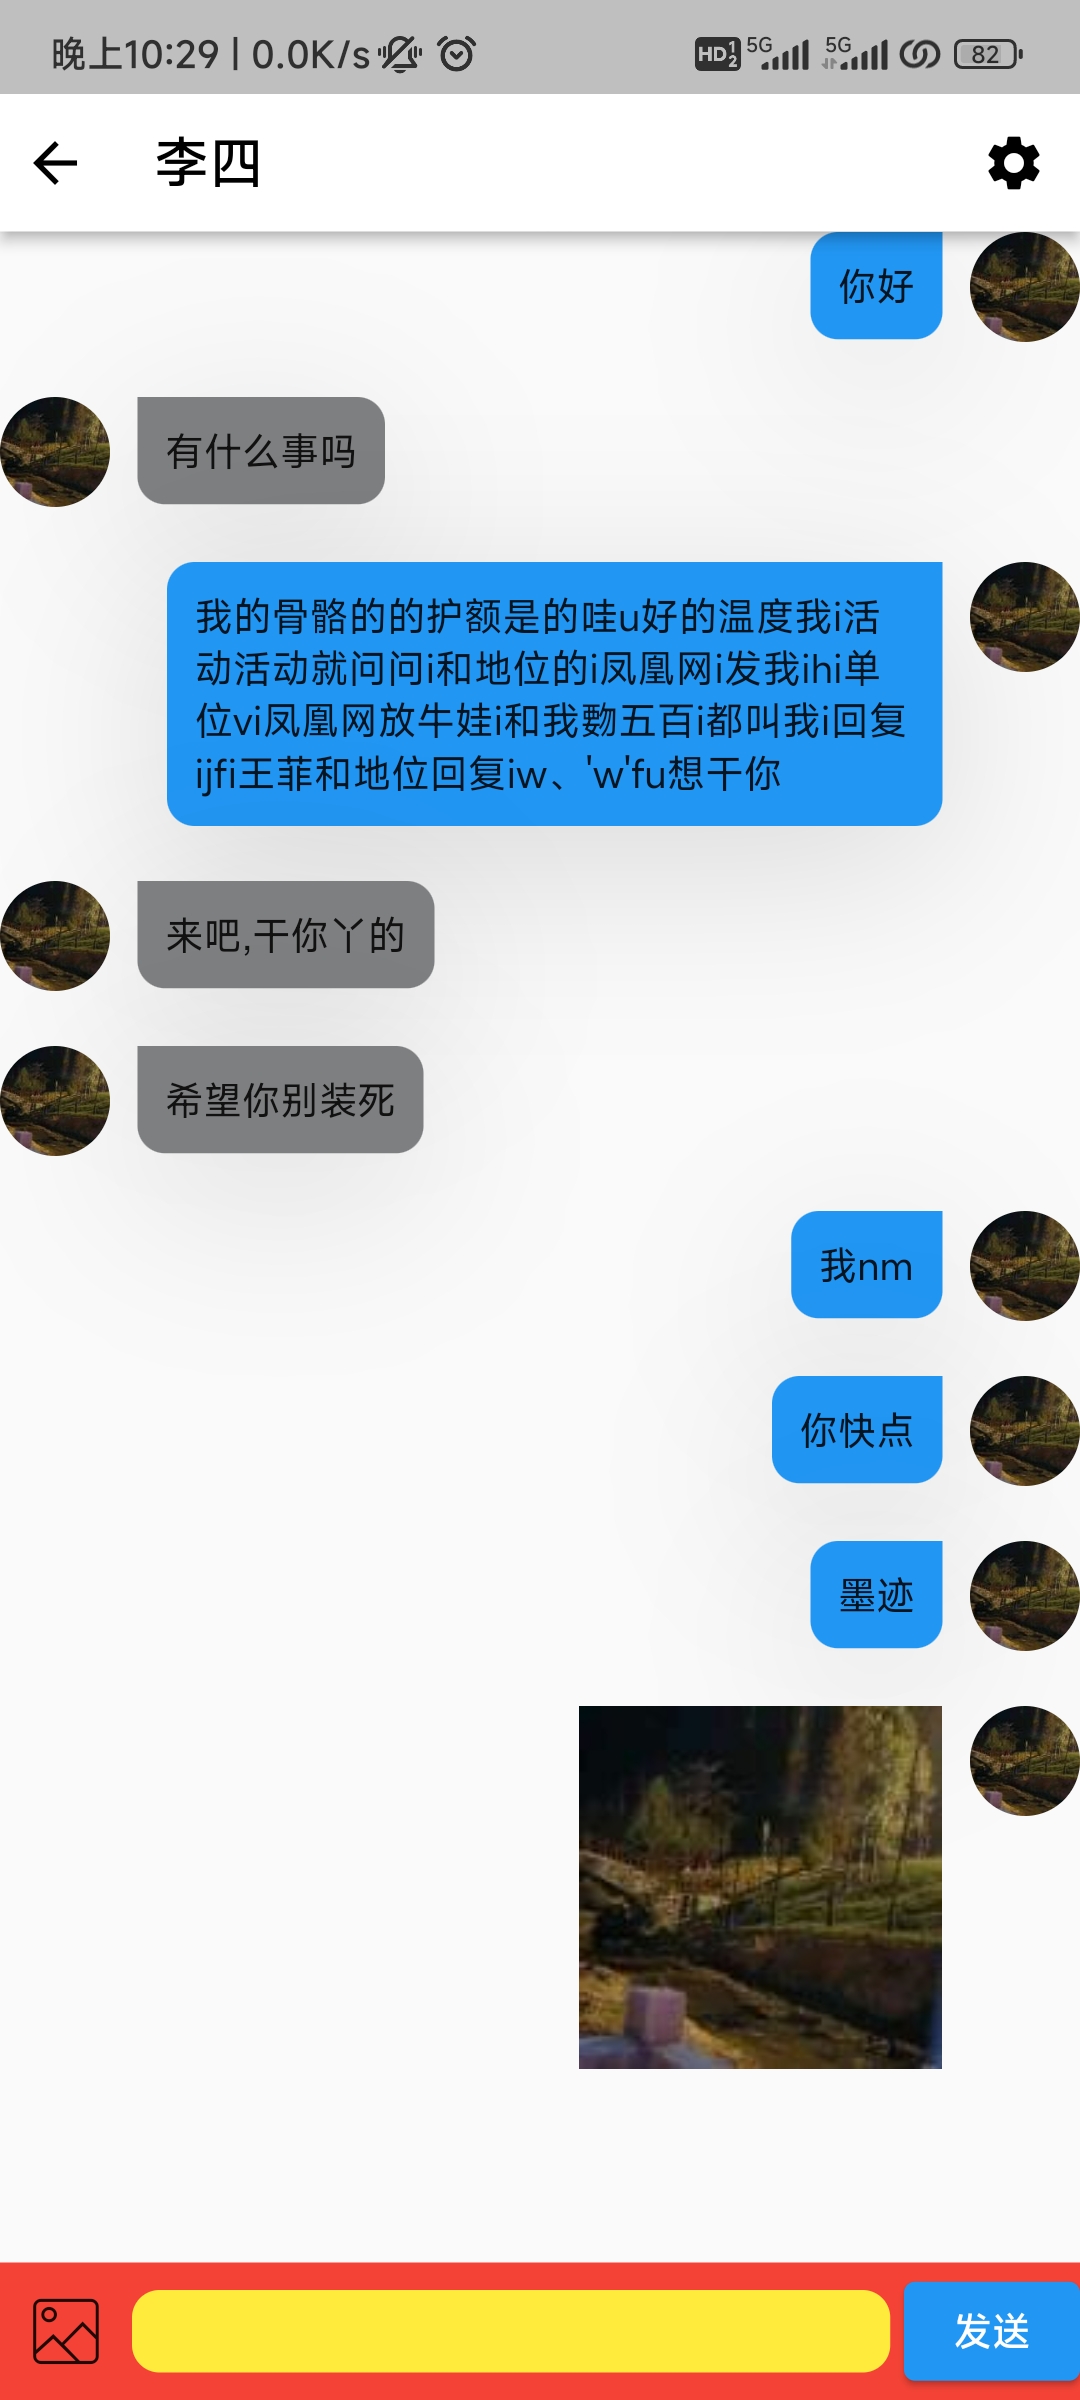 晚上10:29 | 0.0K/s HD 1 2 5G 5G 82
李四
你好
有什么事吗
我的骨骼的的护额是的哇u好的温度我i活
动活动就问问i和地位的i凤凰网i发我ihi单
位vi凤凰网放牛娃i和我覅五百i都叫我i回复
ijfi王菲和地位回复iw、'w'fu想干你
来吧,干你丫的
希望你别装死
我nm
你快点
墨迹
发送